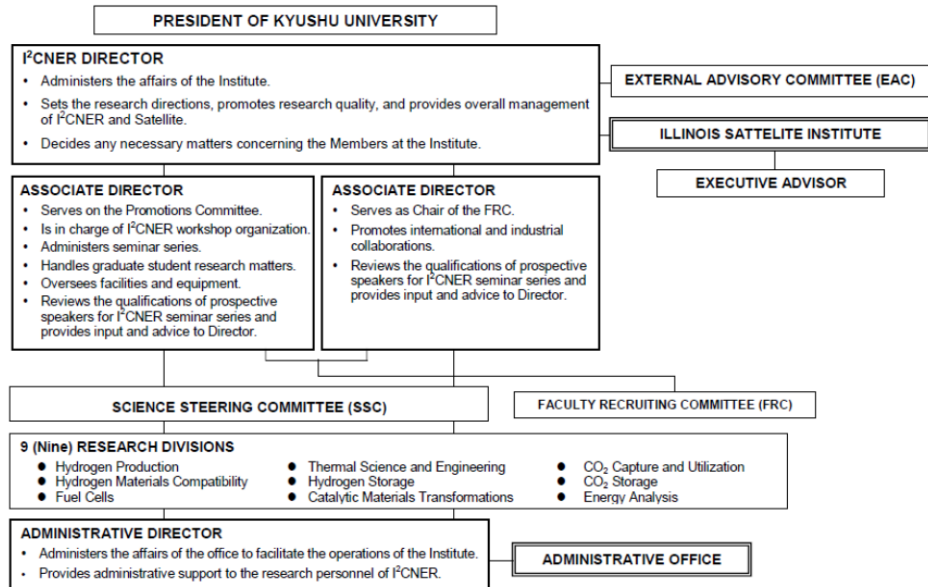 PRESIDENT OF KYUSHU UNIVERSITY
I²CNER DIRECTOR
• Administers the affairs of the Institute.
• Sets the research directions, promotes research quality, and provides overall management
of I²CNER and Satellite.
• Decides any necessary matters concerning the Members at the Institute.
EXTERNAL ADVISORY COMMITTEE (EAC)
ILLINOIS SATTELITE INSTITUTE
EXECUTIVE ADVISOR
ASSOCIATE DIRECTOR
• Serves on the Promotions Committee.
• Is in charge of I²CNER workshop organization.
• Administers seminar series.
• Handles graduate student research matters.
• Oversees facilities and equipment.
• Reviews the qualifications of prospective
speakers for I²CNER seminar series and
provides input and advice to Director.
ASSOCIATE DIRECTOR
• Serves as Chair of the FRC.
• Promotes international and industrial
collaborations.
• Reviews the qualifications of prospective
speakers for I²CNER seminar series and
provides input and advice to Director.
SCIENCE STEERING COMMITTEE (SSC)
FACULTY RECRUITING COMMITTEE (FRC)
9 (Nine) RESEARCH DIVISIONS
● Hydrogen Production
● Hydrogen Materials Compatibility
● Fuel Cells
● Thermal Science and Engineering
● Hydrogen Storage
● Catalytic Materials Transformations
● CO₂ Capture and Utilization
● CO₂ Storage
● Energy Analysis
ADMINISTRATIVE DIRECTOR
• Administers the affairs of the office to facilitate the operations of the Institute.
• Provides administrative support to the research personnel of I²CNER.
ADMINISTRATIVE OFFICE